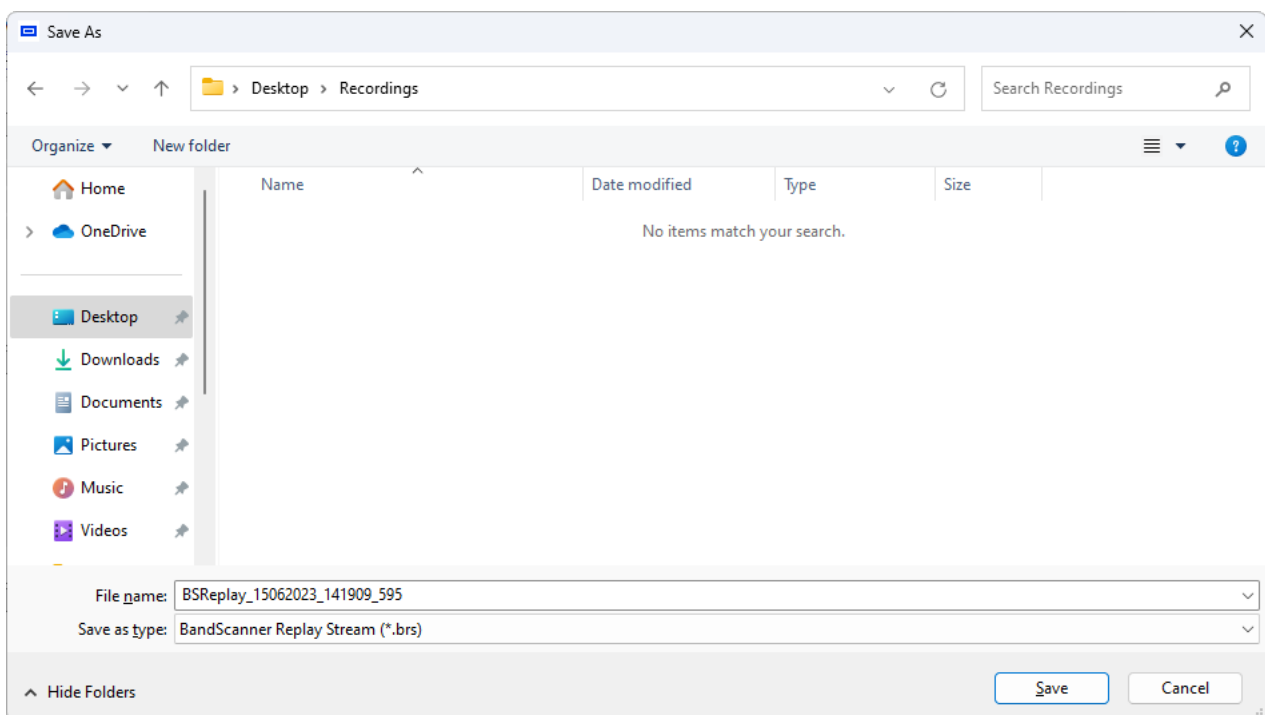 Save As
Desktop > Recordings
Search Recordings
Organize
New folder
Home
Name
Date modified
Type
Size
OneDrive
No items match your search.
Desktop
Downloads
Documents
Pictures
Music
Videos
File name: BSReplay_15062023_141909_595
Save as type: BandScanner Replay Stream (*.brs)
Hide Folders
Save
Cancel